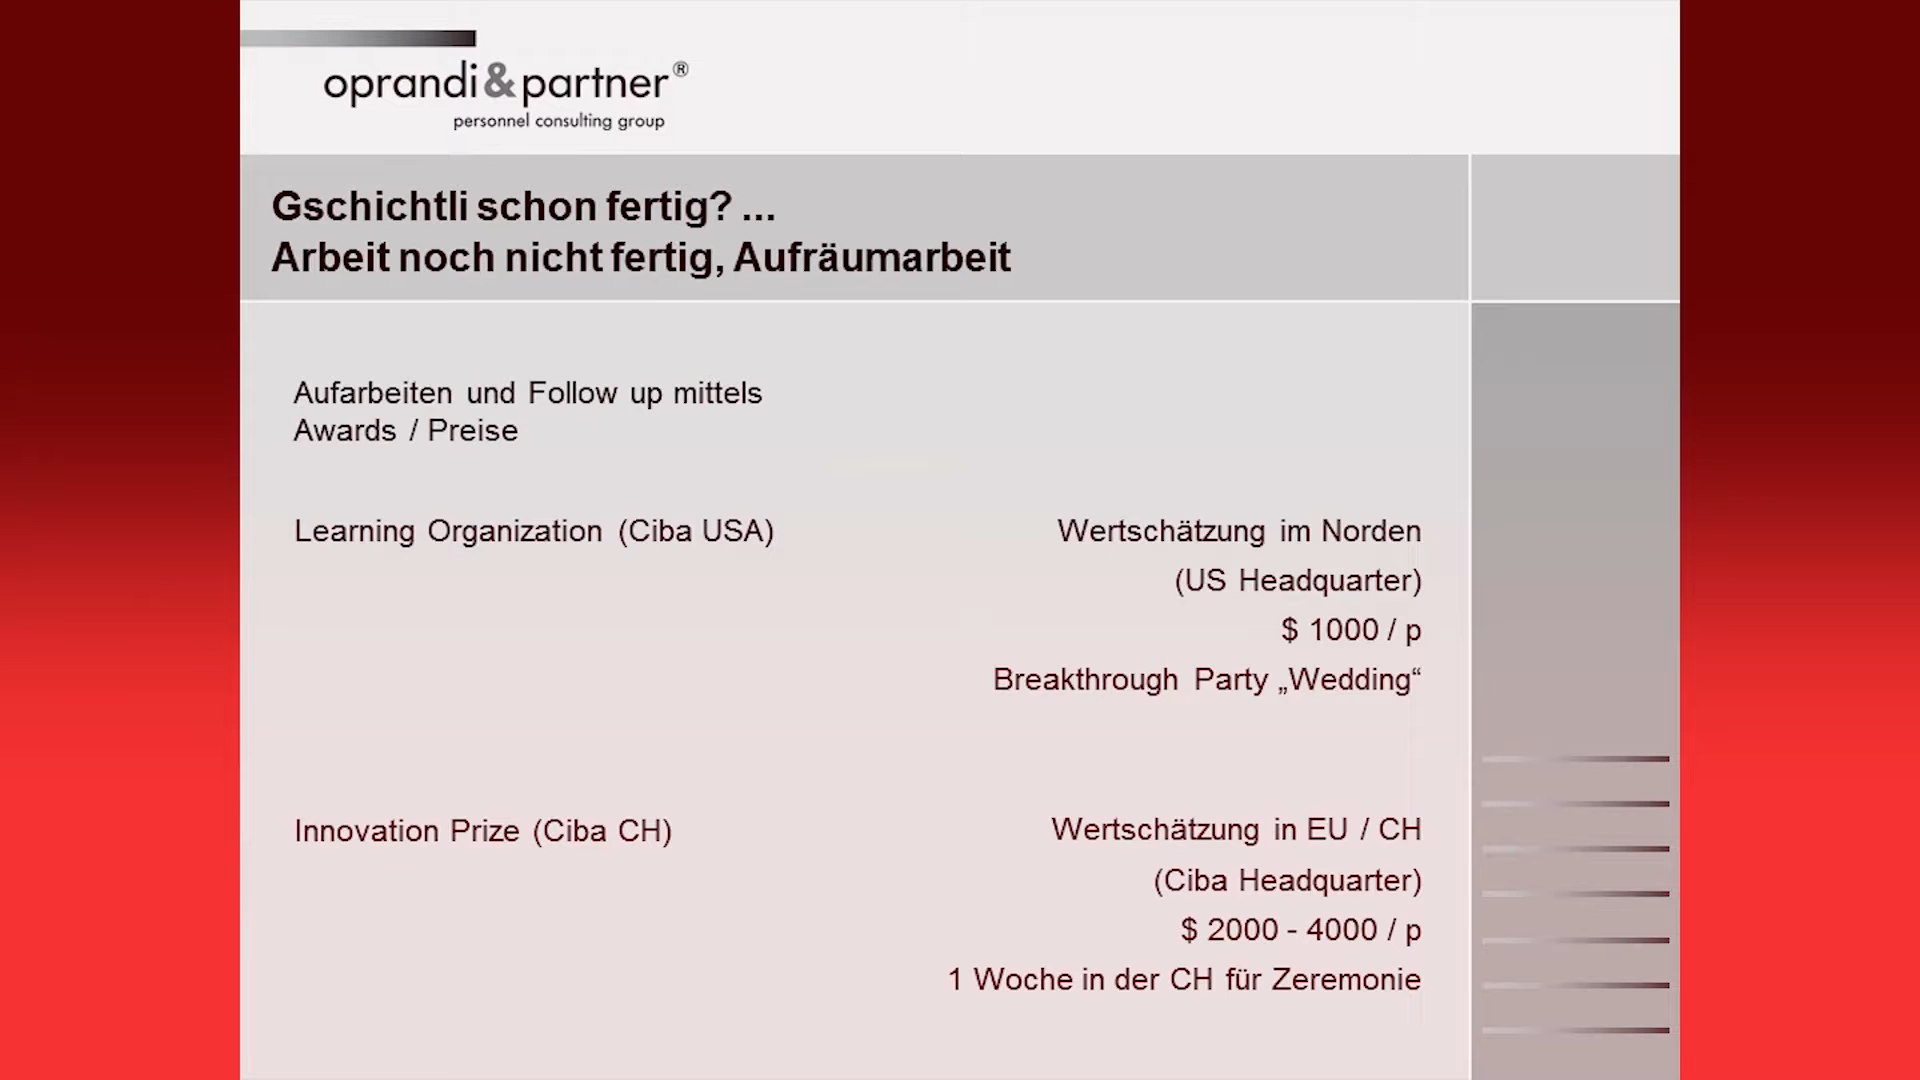 oprandi&partner®
personnel consulting group
Gschichtli schon fertig? ...
Arbeit noch nicht fertig, Aufräumarbeit
Aufarbeiten und Follow up mittels
Awards / Preise
Learning Organization (Ciba USA)
Wertschätzung im Norden
(US Headquarter)
$ 1000 / p
Breakthrough Party „Wedding“
Innovation Prize (Ciba CH)
Wertschätzung in EU / CH
(Ciba Headquarter)
$ 2000 - 4000 / p
1 Woche in der CH für Zeremonie